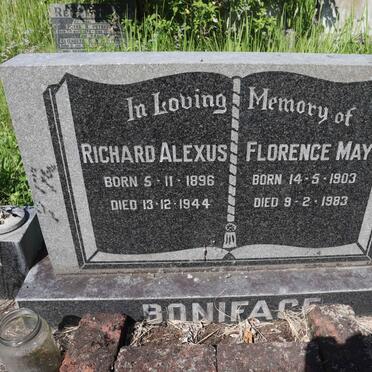 In Loving Memory of
RICHARD ALEXUS
BORN 5·11·1896
DIED 13·12·1944
FLORENCE MAY
BORN 14·5·1903
DIED 9·2·1983
BONIFACE